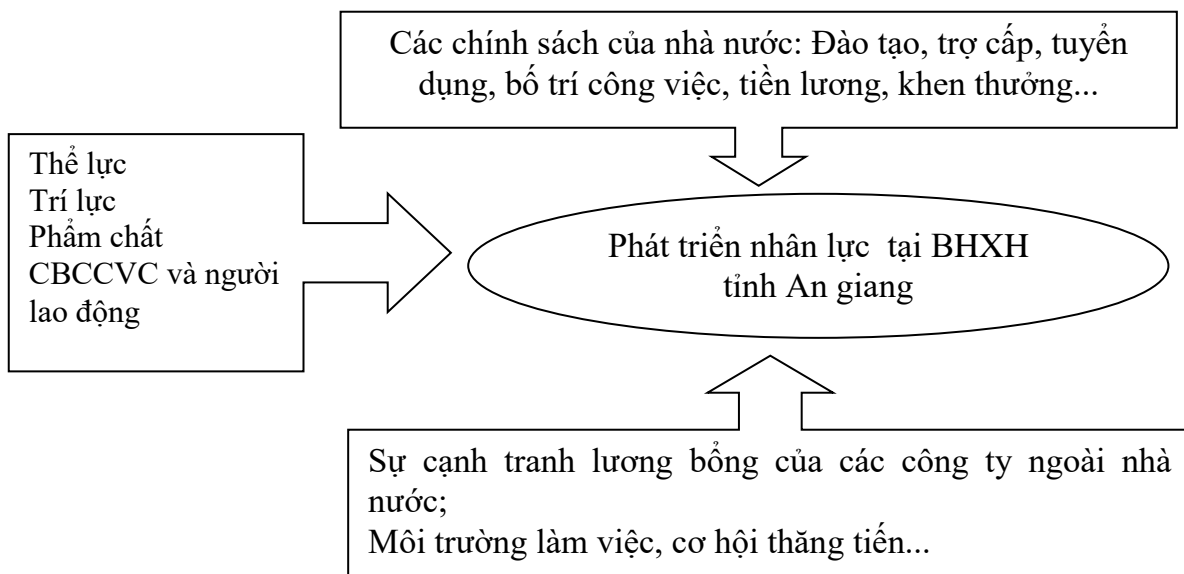 Các chính sách của nhà nước: Đào tạo, trợ cấp, tuyển
dụng, bố trí công việc, tiền lương, khen thưởng...
Thể lực
Trí lực
Phẩm chất
CBCCVC và người
lao động
Phát triển nhân lực tại BHXH
tỉnh An giang
Sự cạnh tranh lương bổng của các công ty ngoài nhà
nước;
Môi trường làm việc, cơ hội thăng tiến...